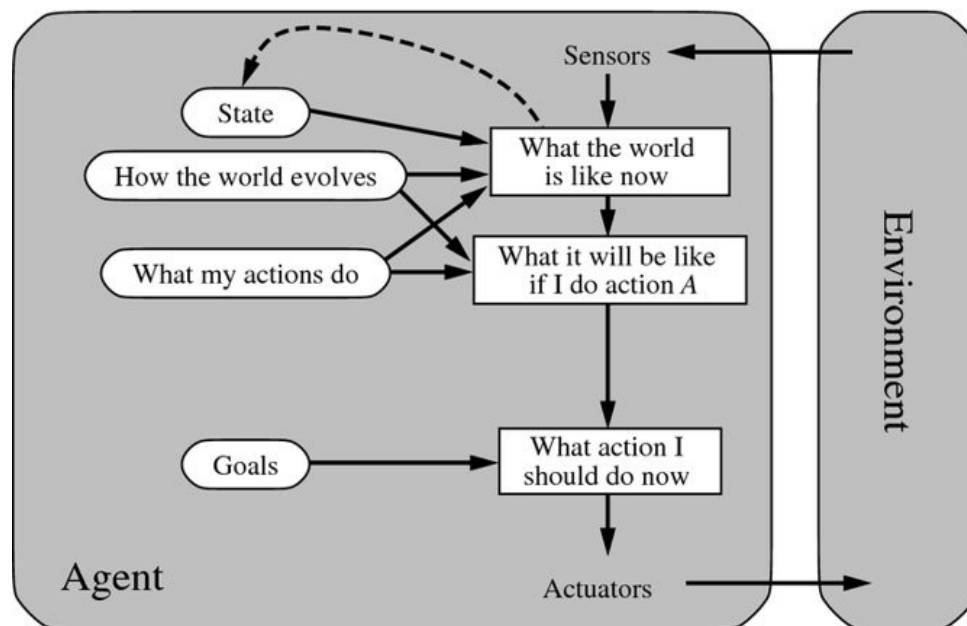 Sensors
State
What the world
is like now
How the world evolves
What my actions do
What it will be like
if I do action A
Goals
What action I
should do now
Agent
Actuators
Environment